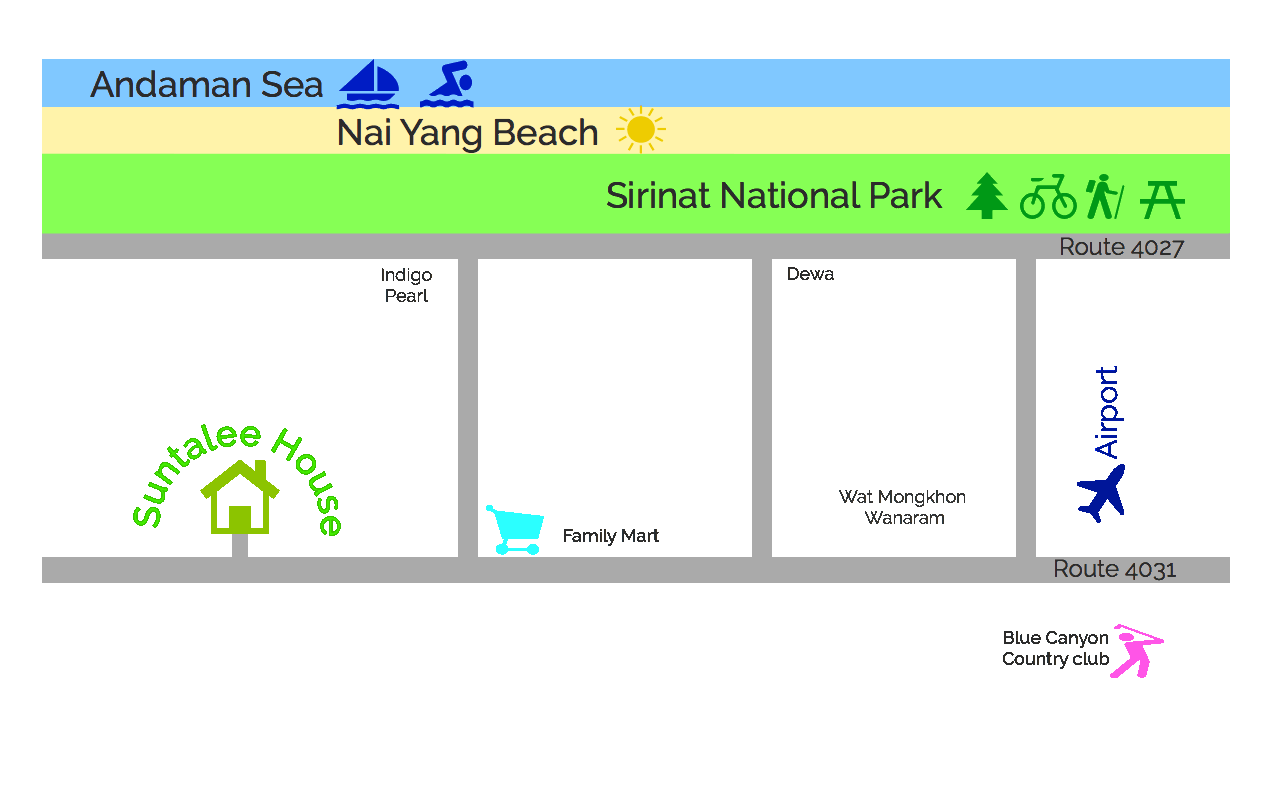 Andaman Sea
Nai Yang Beach
Sirinat National Park
Route 4027
Indigo
Pearl
Dewa
Airport
Suntalee House
Wat Mongkhon
Wanaram
Family Mart
Route 4031
Blue Canyon
Country club